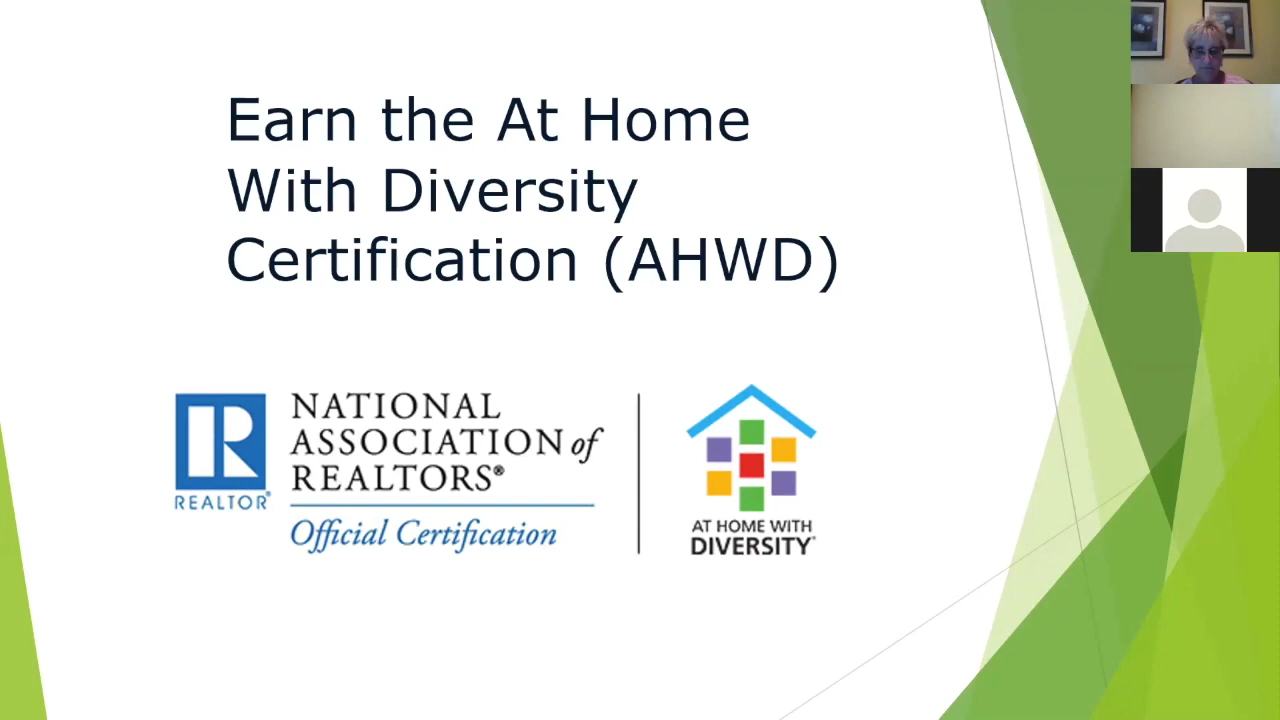 Earn the At Home
With Diversity
Certification (AHWD)
NATIONAL
ASSOCIATION of
REALTORS®
REALTOR®
Official Certification
AT HOME WITH
DIVERSITY®